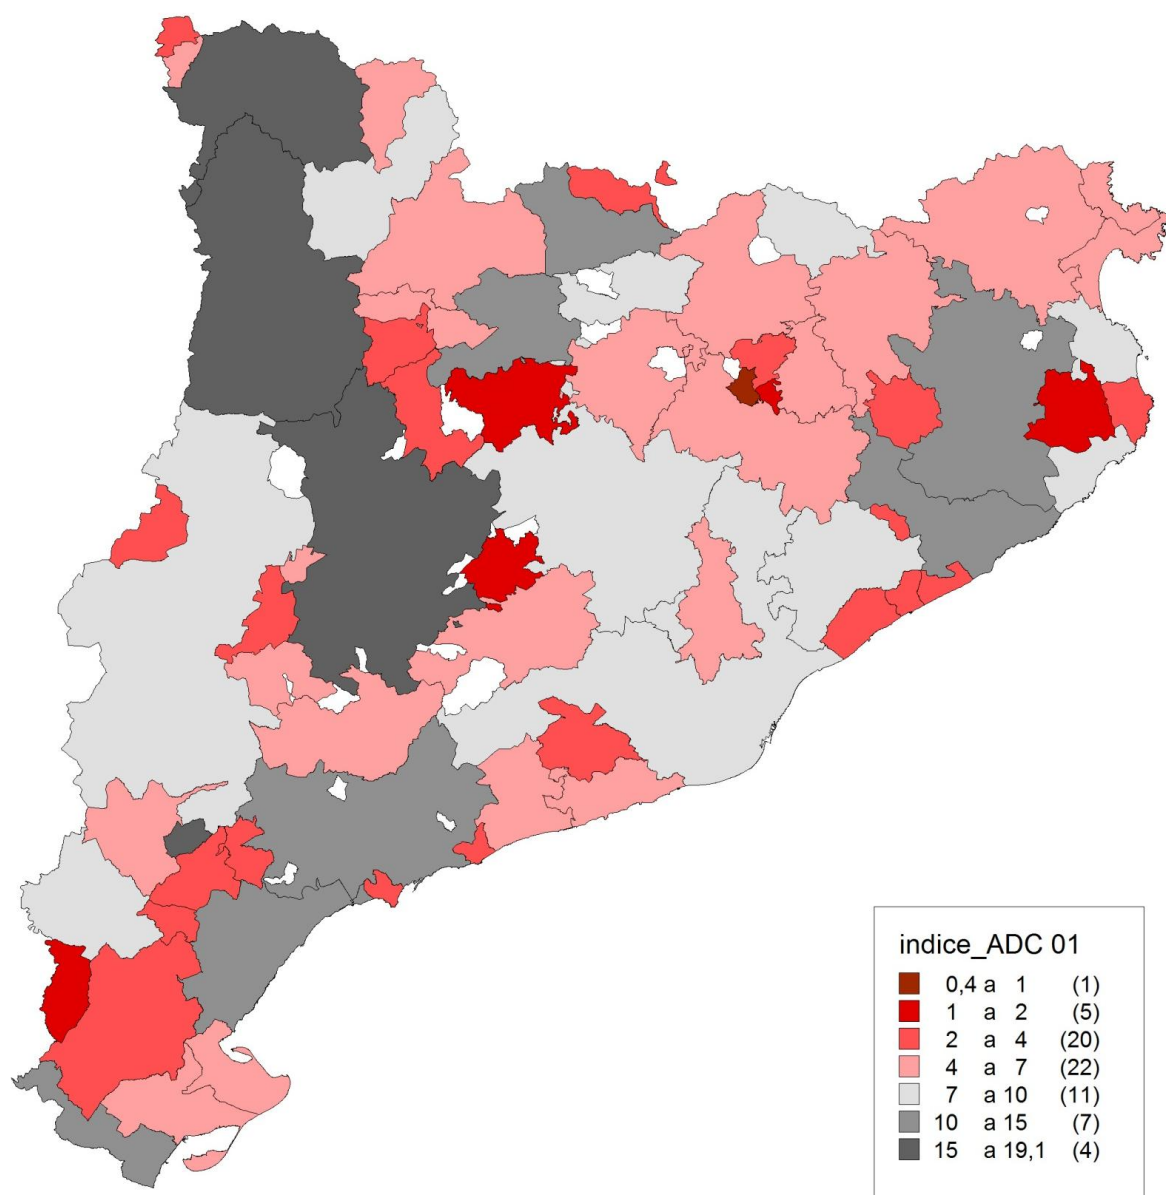 indice_ADC 01
0,4 a 1 (1)
1 a 2 (5)
2 a 4 (20)
4 a 7 (22)
7 a 10 (11)
10 a 15 (7)
15 a 19,1 (4)